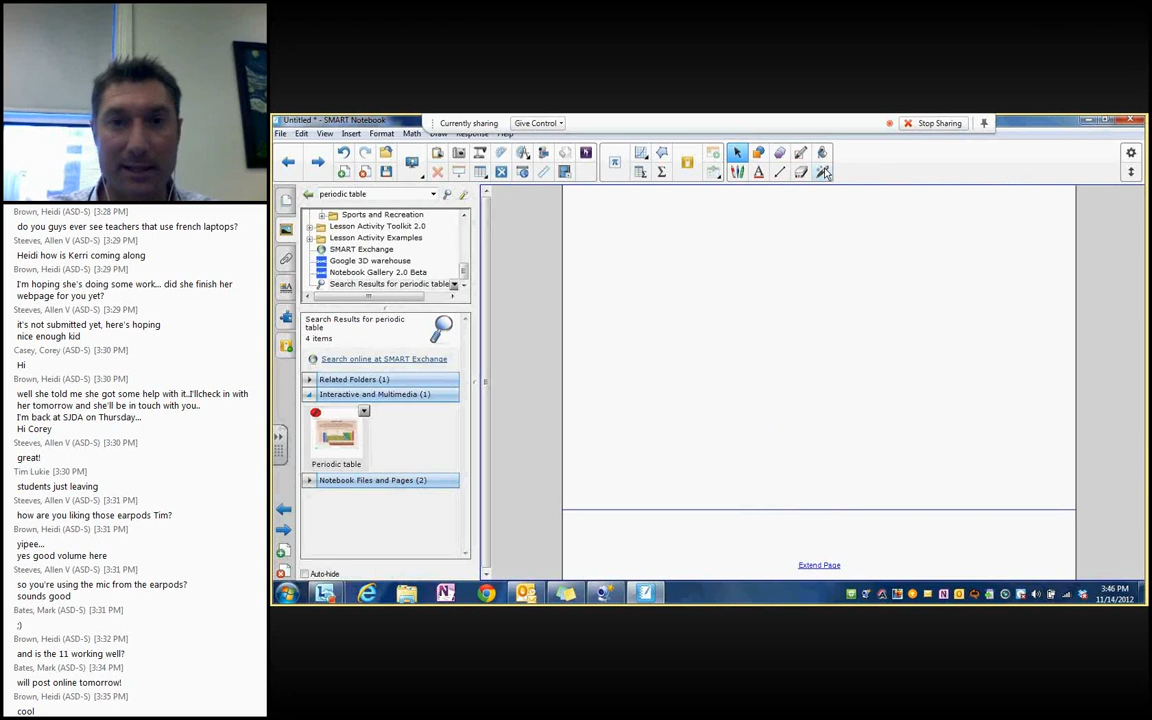 Brown, Heidi (ASD-S) [3:28 PM]
do you guys ever see teachers that use french laptops?
Steeves, Allen V (ASD-S) [3:29 PM]
Heidi how is Kerri coming along
Brown, Heidi (ASD-S) [3:29 PM]
I'm hoping she's doing some work... did she finish her
webpage for you yet?
Steeves, Allen V (ASD-S) [3:29 PM]
it's not submitted yet, here's hoping
nice enough kid
Casey, Corey (ASD-S) [3:30 PM]
Hi
Brown, Heidi (ASD-S) [3:30 PM]
well she told me she got some help with it..I'llcheck in with
her tomorrow and she'll be in touch with you..
I'm back at SJDA on Thursday...
Hi Corey
Steeves, Allen V (ASD-S) [3:30 PM]
great!
Tim Lukie [3:30 PM]
students just leaving
Steeves, Allen V (ASD-S) [3:31 PM]
how are you liking those earpods Tim?
Brown, Heidi (ASD-S) [3:31 PM]
yipee...
yes good volume here
Steeves, Allen V (ASD-S) [3:31 PM]
so you're using the mic from the earpods?
sounds good
Bates, Mark (ASD-S) [3:31 PM]
;)
Brown, Heidi (ASD-S) [3:32 PM]
and is the 11 working well?
Bates, Mark (ASD-S) [3:34 PM]
will post online tomorrow!
Brown, Heidi (ASD-S) [3:35 PM]
cool
Untitled * - SMART Notebook
Currently sharing
Give Control
Stop Sharing
File Edit View Insert Format Math Draw Response Help
periodic table
Sports and Recreation
Lesson Activity Toolkit 2.0
Lesson Activity Examples
SMART Exchange
Google 3D warehouse
Notebook Gallery 2.0 Beta
Search Results for periodic table
Search Results for periodic
table
4 items
Search online at SMART Exchange
Related Folders (1)
Interactive and Multimedia (1)
Periodic table
Notebook Files and Pages (2)
Auto-hide
Extend Page
3:46 PM
11/14/2012